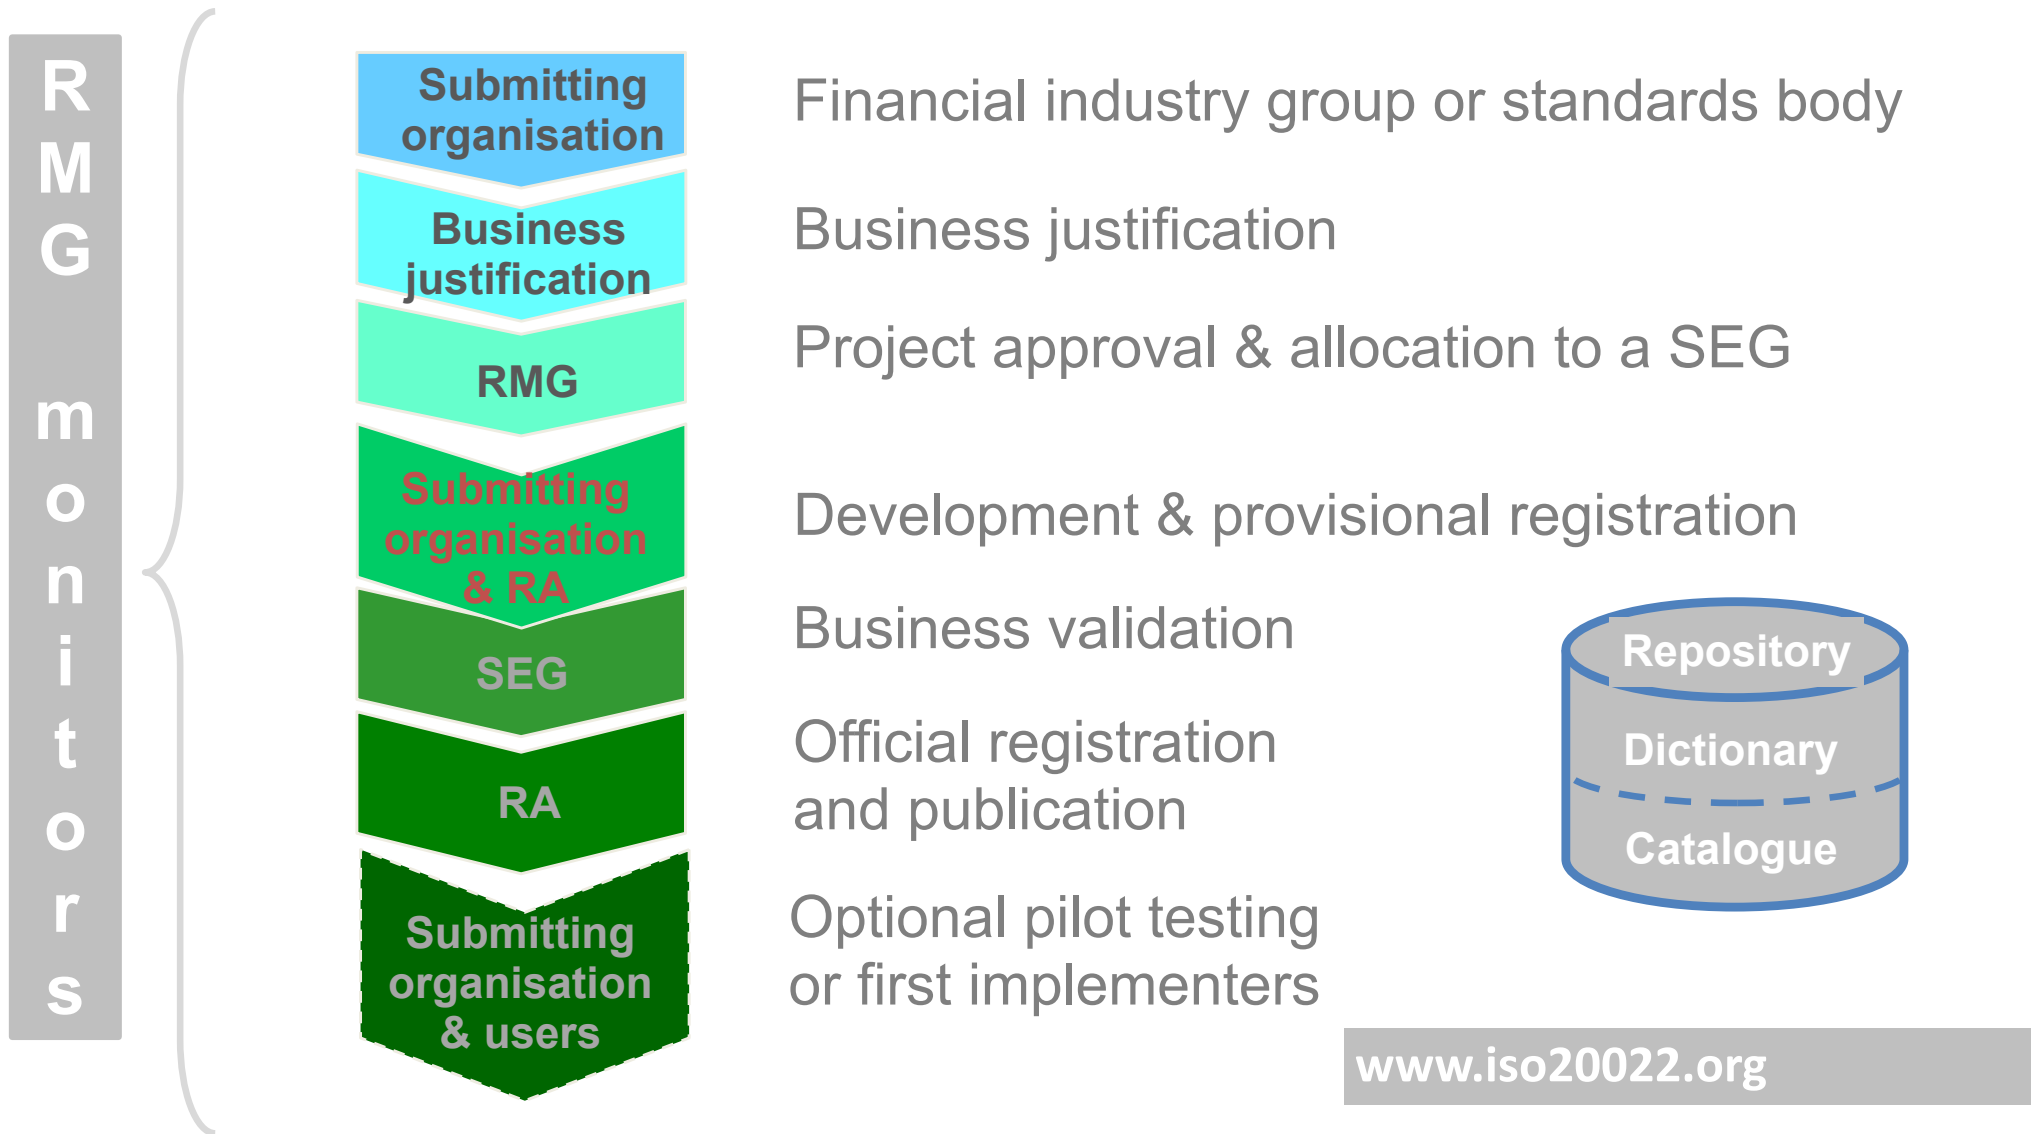 RMG monitors
Submitting
organisation
Financial industry group or standards body
Business
justification
Business justification
RMG
Project approval & allocation to a SEG
Submitting
organisation
& RA
Development & provisional registration
SEG
Business validation
RA
Official registration
and publication
Submitting
organisation
& users
Optional pilot testing
or first implementers
Repository
Dictionary
Catalogue
www.iso20022.org